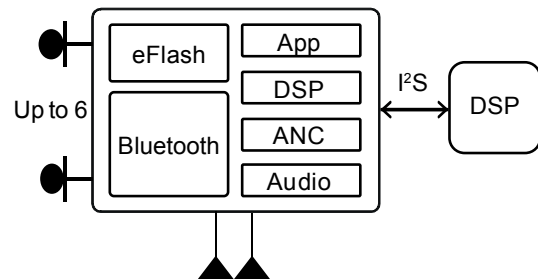 eFlash
App
I²S
DSP
DSP
Up to 6
Bluetooth
ANC
Audio